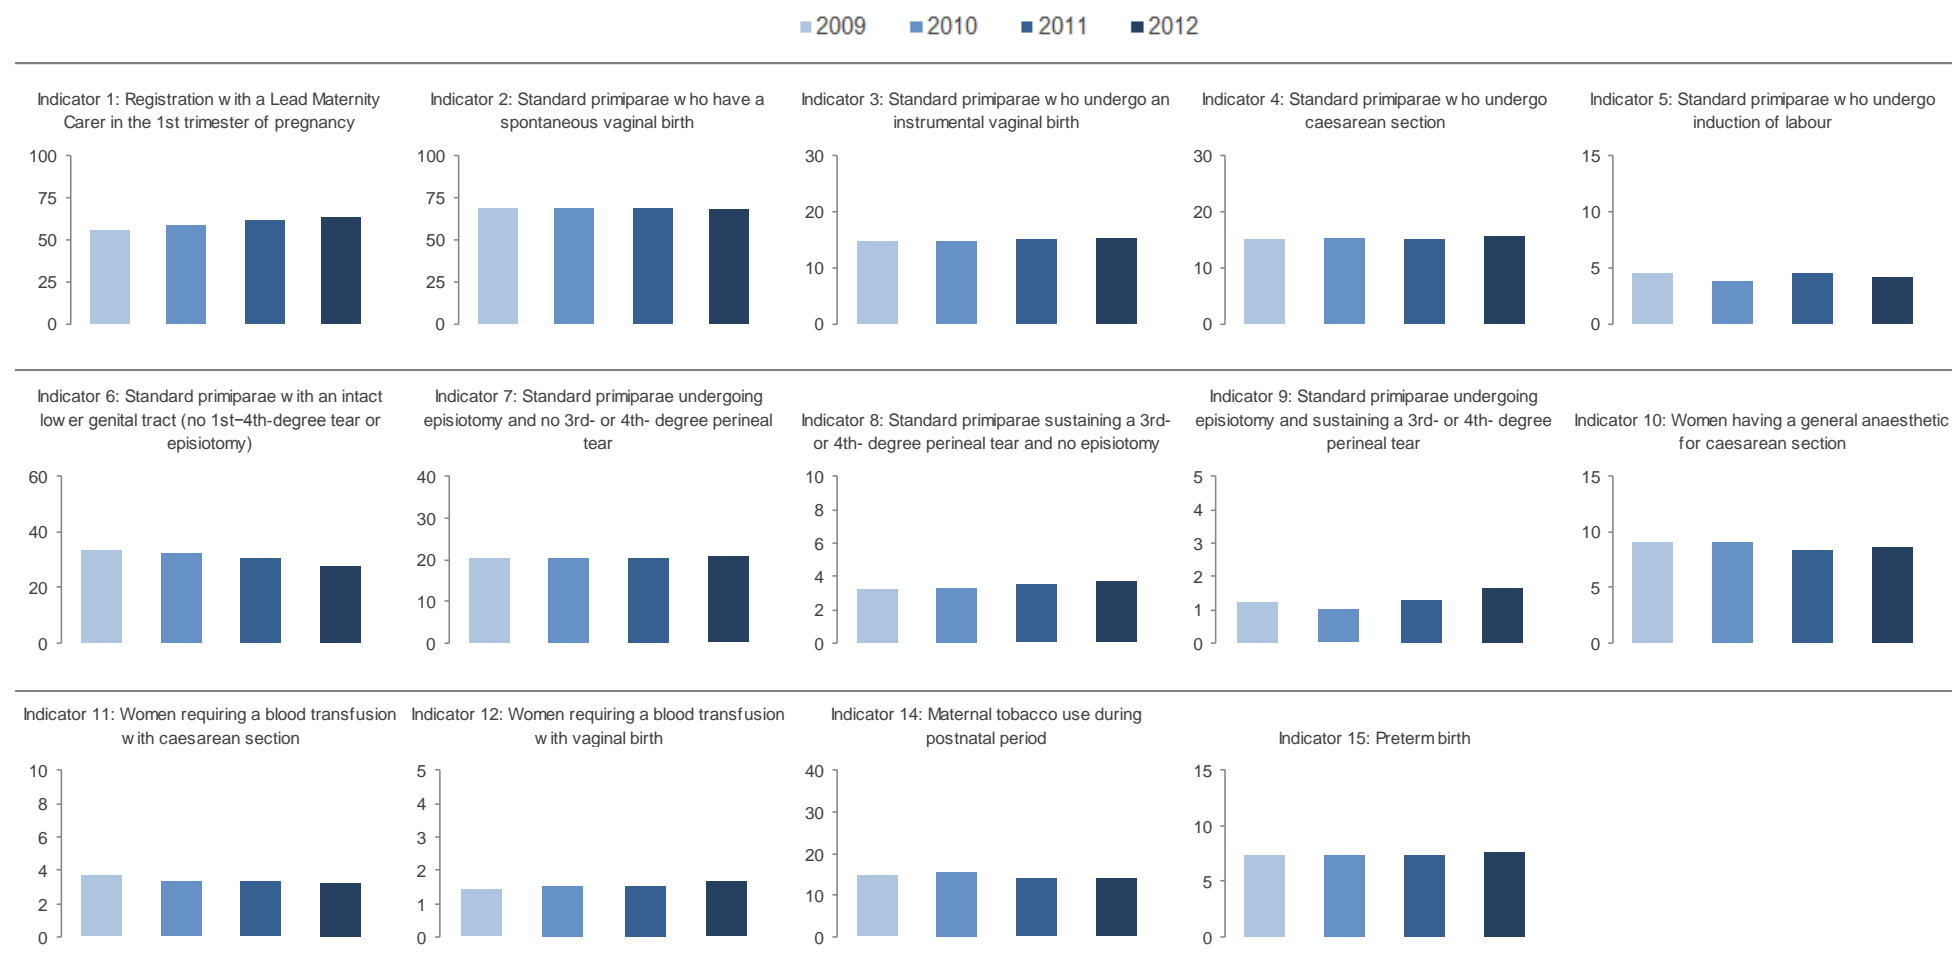 2009 2010 2011 2012
Indicator 1: Registration with a Lead Maternity
Carer in the 1st trimester of pregnancy
100
75
50
25
0
Indicator 2: Standard primiparae who have a
spontaneous vaginal birth
100
75
50
25
0
Indicator 3: Standard primiparae who undergo an
instrumental vaginal birth
30
20
10
0
Indicator 4: Standard primiparae who undergo
caesarean section
30
20
10
0
Indicator 5: Standard primiparae who undergo
induction of labour
15
10
5
0
Indicator 6: Standard primiparae with an intact
lower genital tract (no 1st–4th-degree tear or
episiotomy)
60
40
20
0
Indicator 7: Standard primiparae undergoing
episiotomy and no 3rd- or 4th- degree perineal
tear
40
30
20
10
0
Indicator 8: Standard primiparae sustaining a 3rd-
or 4th- degree perineal tear and no episiotomy
10
8
6
4
2
0
Indicator 9: Standard primiparae undergoing
episiotomy and sustaining a 3rd- or 4th- degree
perineal tear
5
4
3
2
1
0
Indicator 10: Women having a general anaesthetic
for caesarean section
15
10
5
0
Indicator 11: Women requiring a blood transfusion
with caesarean section
10
8
6
4
2
0
Indicator 12: Women requiring a blood transfusion
with vaginal birth
5
4
3
2
1
0
Indicator 14: Maternal tobacco use during
postnatal period
40
30
20
10
0
Indicator 15: Preterm birth
15
10
5
0